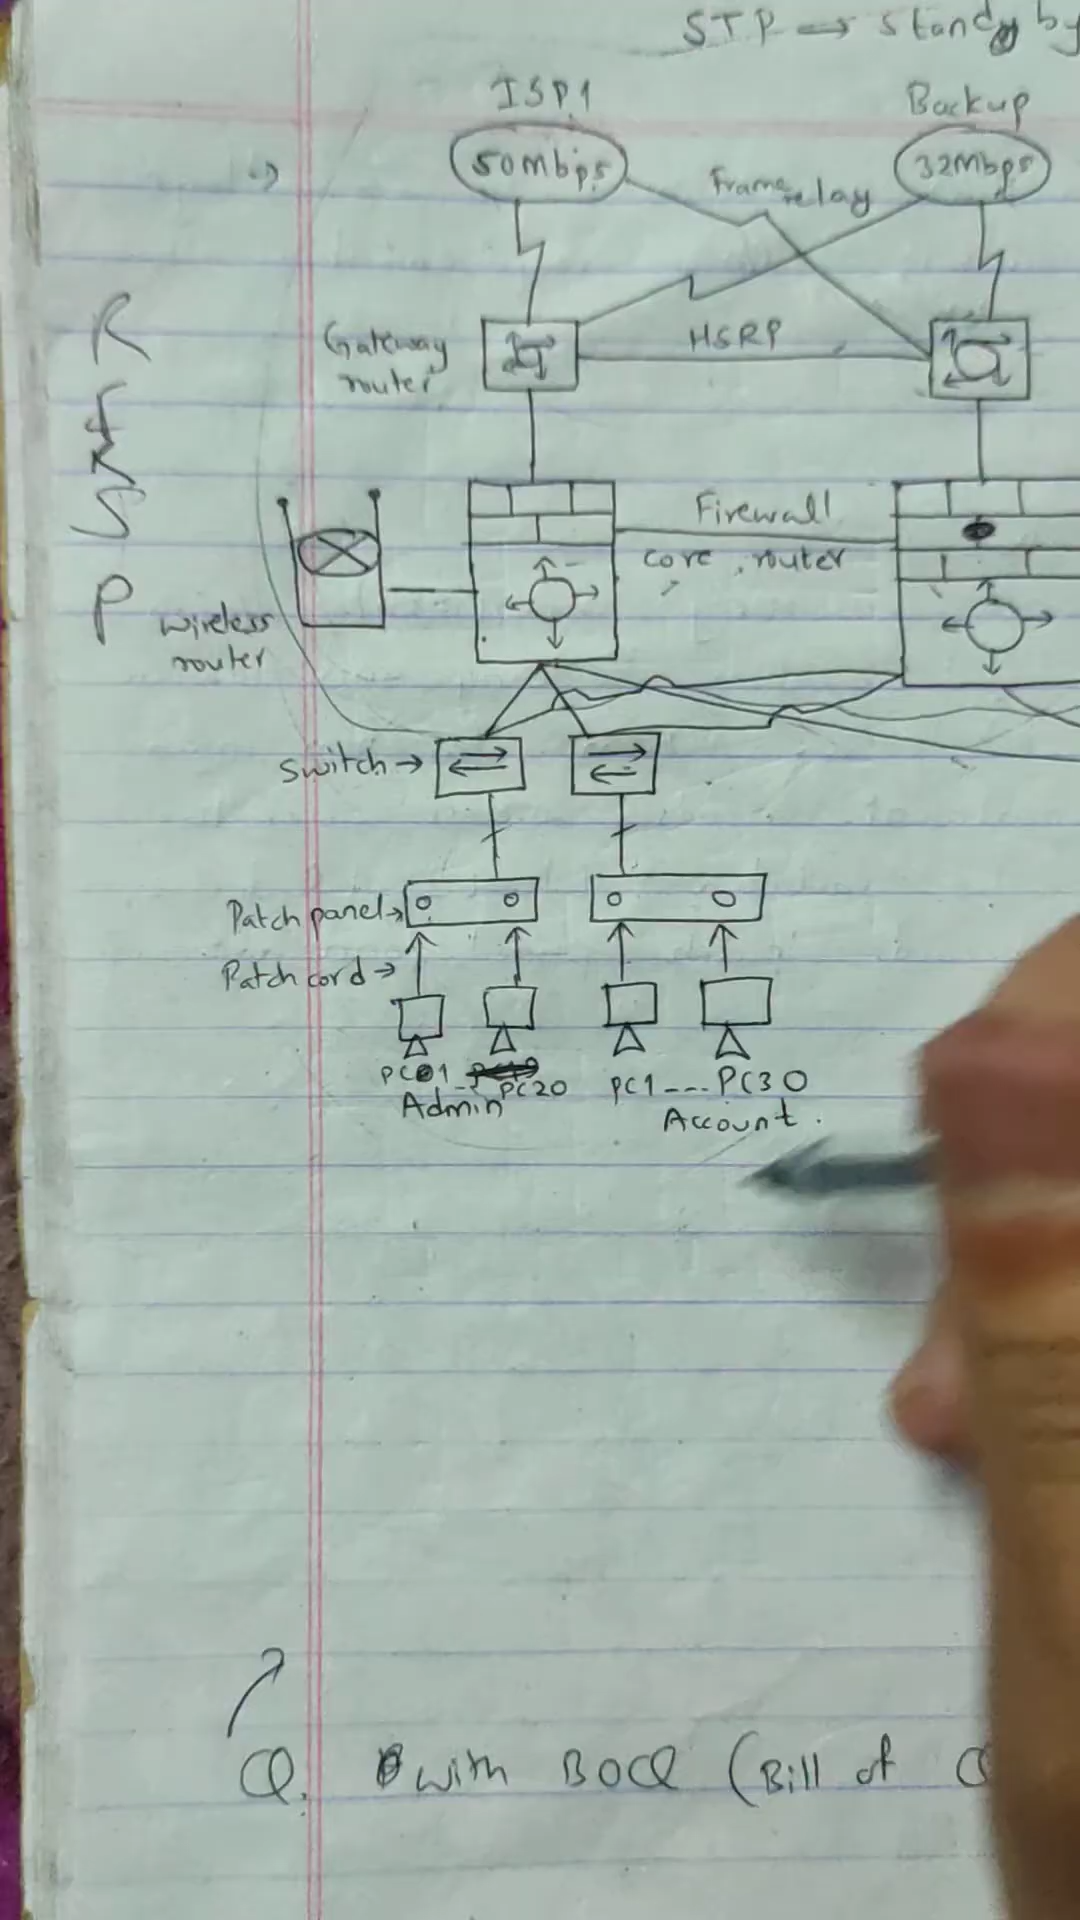 STP → standby
ISP1
Backup
50mbps
32Mbps
Frame relay
HSRP
Gateway
router
Firewall
core router
wireless
router
switch →
Patch panel →
Patch cord →
PC01
PC20
PC1 --- PC30
Admin
Account.
Q. with BOQ (Bill of Q